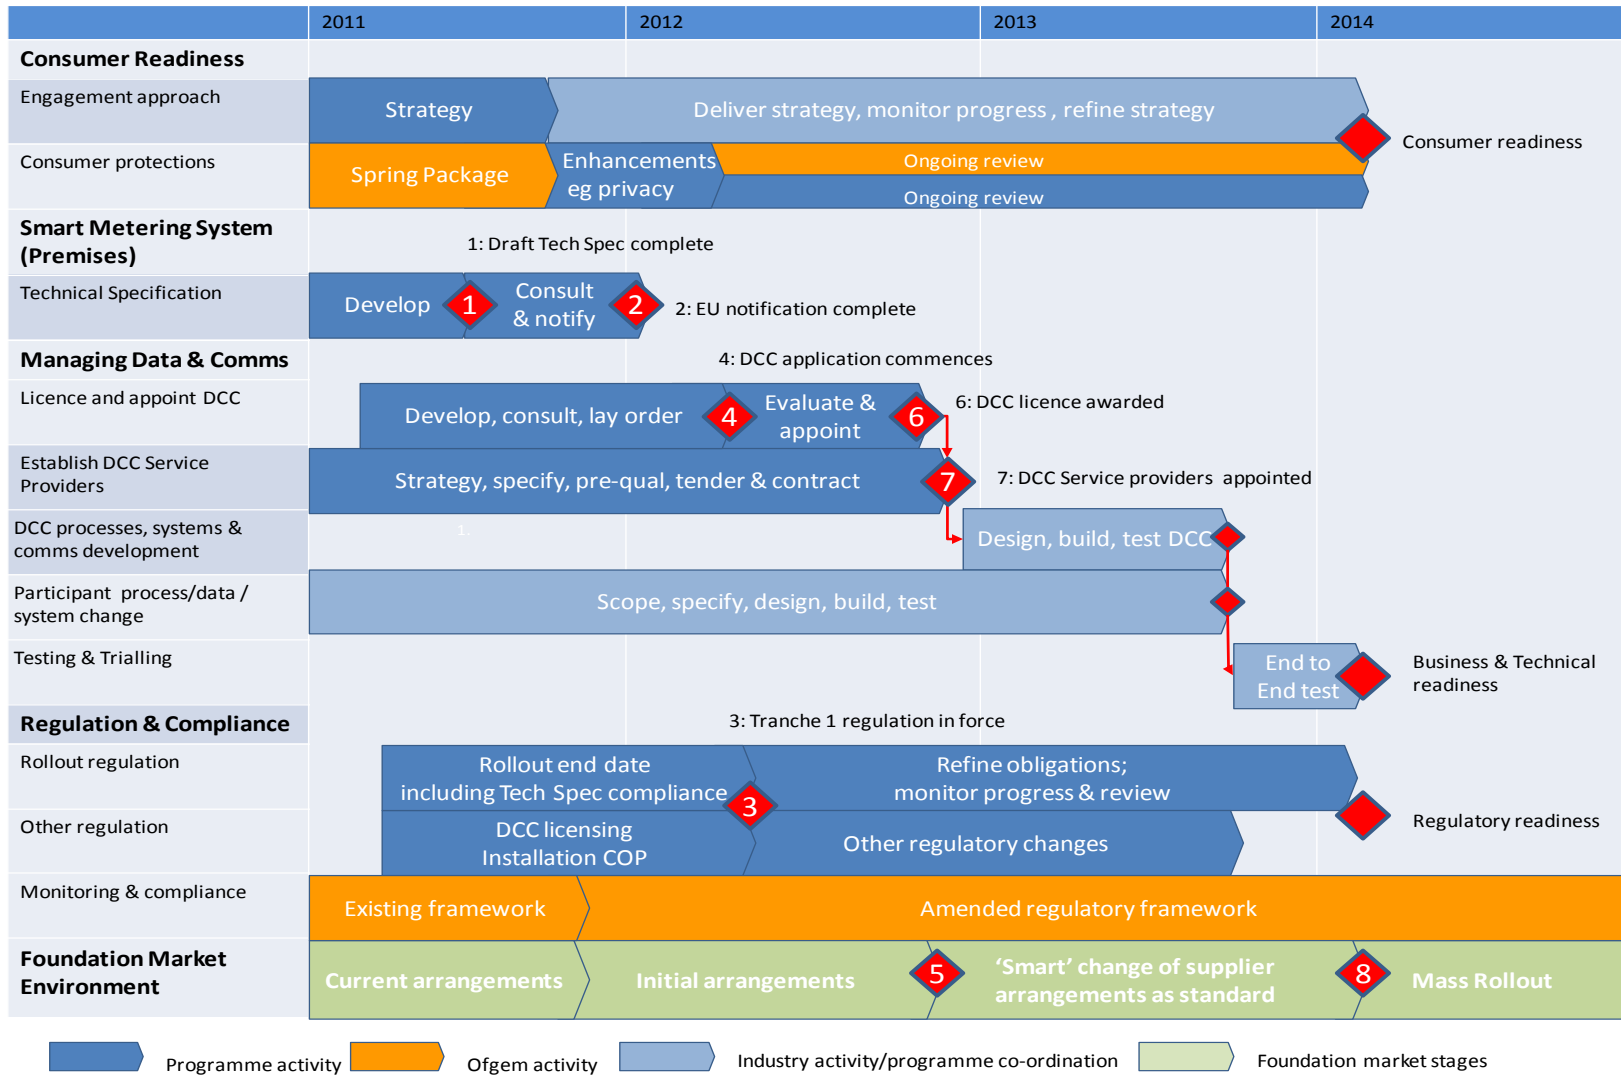 2011 2012 2013 2014
Consumer Readiness
Engagement approach
Strategy
Deliver strategy, monitor progress , refine strategy
Consumer readiness
Consumer protections
Spring Package
Enhancements
eg privacy
Ongoing review
Ongoing review
Smart Metering System
(Premises)
1: Draft Tech Spec complete
Technical Specification
Develop
1
Consult
& notify
2
2: EU notification complete
Managing Data & Comms
4: DCC application commences
Licence and appoint DCC
Develop, consult, lay order
4
Evaluate &
appoint
6
6: DCC licence awarded
Establish DCC Service
Providers
Strategy, specify, pre-qual, tender & contract
7
7: DCC Service providers appointed
DCC processes, systems &
comms development
1.
Design, build, test DCC
Participant process/data /
system change
Scope, specify, design, build, test
Testing & Trialling
End to
End test
Business & Technical
readiness
Regulation & Compliance
3: Tranche 1 regulation in force
Rollout regulation
Rollout end date
including Tech Spec compliance
3
Refine obligations;
monitor progress & review
Regulatory readiness
Other regulation
DCC licensing
Installation COP
Other regulatory changes
Monitoring & compliance
Existing framework
Amended regulatory framework
Foundation Market
Environment
Current arrangements
Initial arrangements
5
‘Smart’ change of supplier
arrangements as standard
8
Mass Rollout
Programme activity
Ofgem activity
Industry activity/programme co-ordination
Foundation market stages